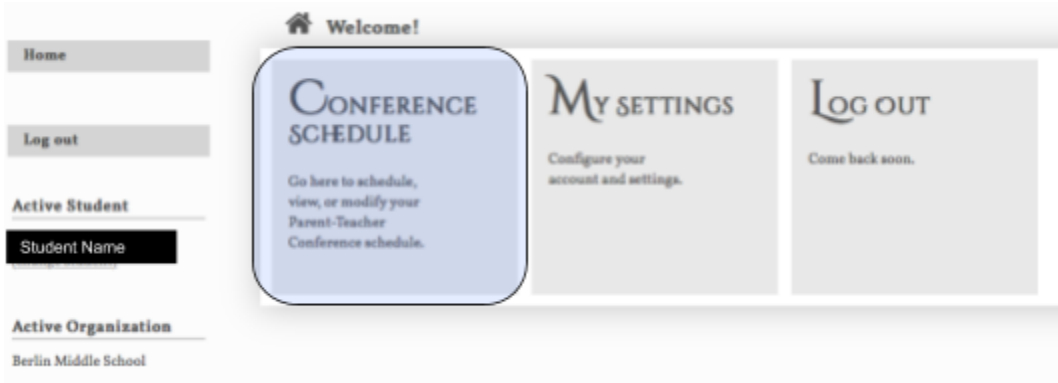 Welcome!
Home
Log out
Active Student
Student Name
Active Organization
Berlin Middle School
CONFERENCE
SCHEDULE
Go here to schedule,
view, or modify your
Parent-Teacher
Conference schedule.
MY SETTINGS
Configure your
account and settings.
LOG OUT
Come back soon.